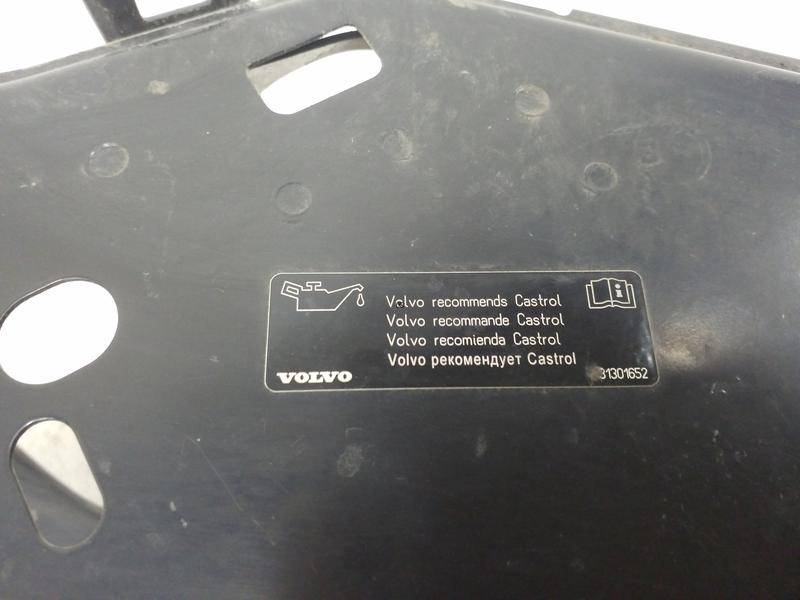 Volvo recommends Castrol
Volvo recommande Castrol
Volvo recomienda Castrol
Volvo рекомендует Castrol
VOLVO
31301652